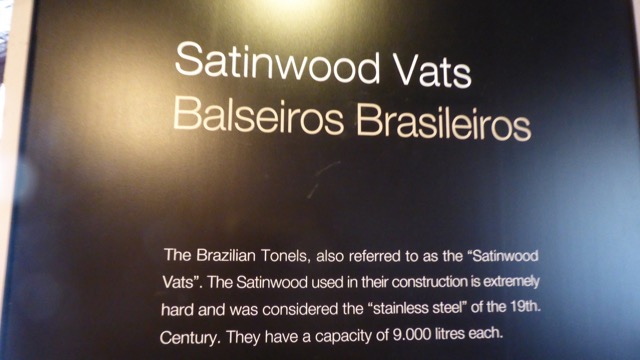 Satinwood Vats
Balseiros Brasileiros
The Brazilian Tonels, also referred to as the “Satinwood
Vats”. The Satinwood used in their construction is extremely
hard and was considered the “stainless steel” of the 19th.
Century. They have a capacity of 9.000 litres each.